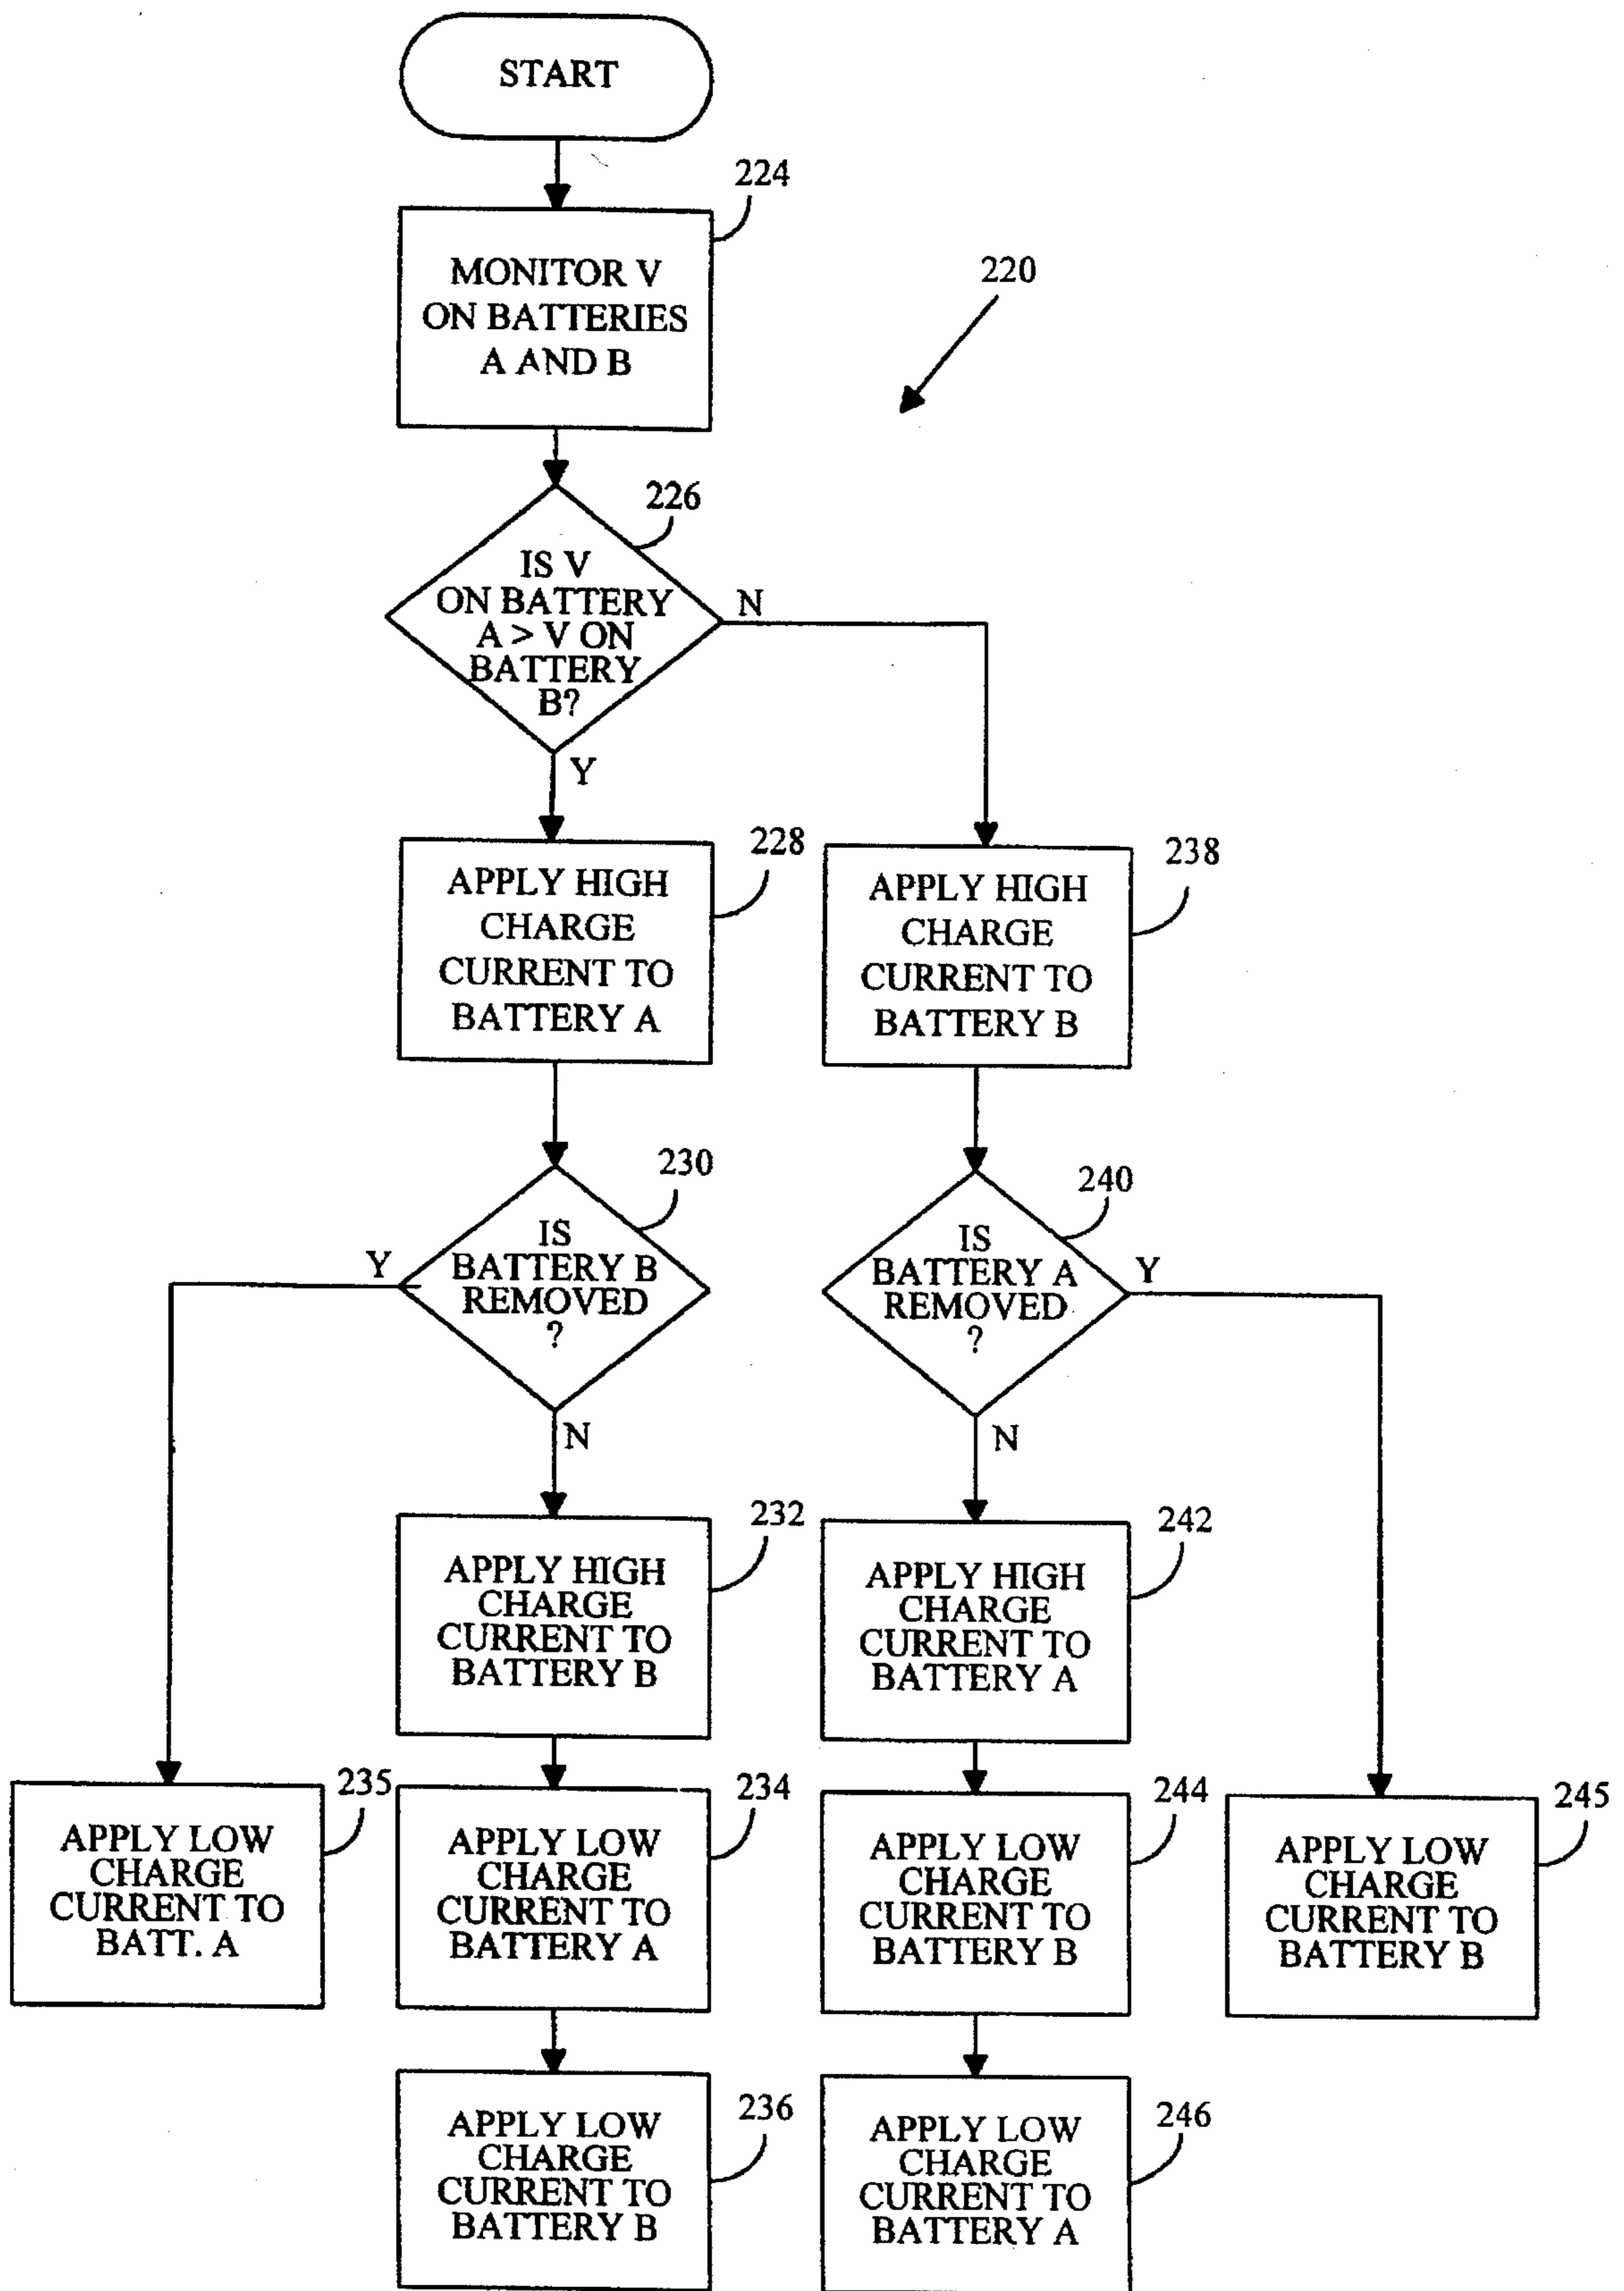 START
224
MONITOR V
ON BATTERIES
A AND B
220
226
IS V
ON BATTERY
A > V ON
BATTERY
B?
N
Y
228
APPLY HIGH
CHARGE
CURRENT TO
BATTERY A
238
APPLY HIGH
CHARGE
CURRENT TO
BATTERY B
230
IS
BATTERY B
REMOVED
?
Y
N
240
IS
BATTERY A
REMOVED
?
Y
N
232
APPLY HIGH
CHARGE
CURRENT TO
BATTERY B
242
APPLY HIGH
CHARGE
CURRENT TO
BATTERY A
235
APPLY LOW
CHARGE
CURRENT TO
BATT. A
234
APPLY LOW
CHARGE
CURRENT TO
BATTERY A
244
APPLY LOW
CHARGE
CURRENT TO
BATTERY B
245
APPLY LOW
CHARGE
CURRENT TO
BATTERY B
236
APPLY LOW
CHARGE
CURRENT TO
BATTERY B
246
APPLY LOW
CHARGE
CURRENT TO
BATTERY A